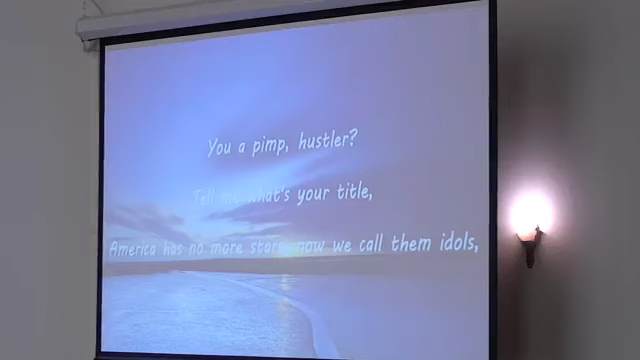 You a pimp, hustler?
Tell me what's your title,
America has no more stars now we call them idols,